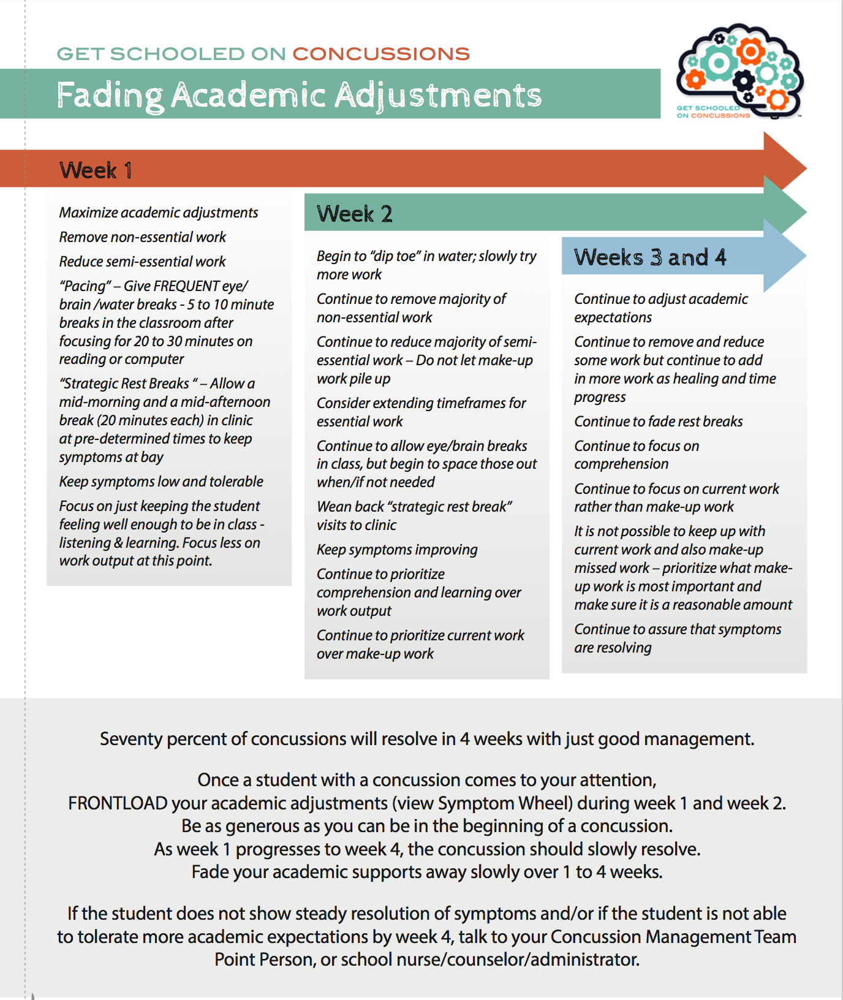 GET SCHOOLED ON CONCUSSIONS
Fading Academic Adjustments
GET SCHOOLED
ON CONCUSSIONS
™
Week 1
Maximize academic adjustments
Remove non-essential work
Reduce semi-essential work
“Pacing” – Give FREQUENT eye/
brain /water breaks - 5 to 10 minute
breaks in the classroom after
focusing for 20 to 30 minutes on
reading or computer
“Strategic Rest Breaks “ – Allow a
mid-morning and a mid-afternoon
break (20 minutes each) in clinic
at pre-determined times to keep
symptoms at bay
Keep symptoms low and tolerable
Focus on just keeping the student
feeling well enough to be in class -
listening & learning. Focus less on
work output at this point.
Week 2
Begin to “dip toe” in water; slowly try
more work
Continue to remove majority of
non-essential work
Continue to reduce majority of semi-
essential work – Do not let make-up
work pile up
Consider extending timeframes for
essential work
Continue to allow eye/brain breaks
in class, but begin to space those out
when/if not needed
Wean back “strategic rest break”
visits to clinic
Keep symptoms improving
Continue to prioritize
comprehension and learning over
work output
Continue to prioritize current work
over make-up work
Weeks 3 and 4
Continue to adjust academic
expectations
Continue to remove and reduce
some work but continue to add
in more work as healing and time
progress
Continue to fade rest breaks
Continue to focus on
comprehension
Continue to focus on current work
rather than make-up work
It is not possible to keep up with
current work and also make-up
missed work – prioritize what make-
up work is most important and
make sure it is a reasonable amount
Continue to assure that symptoms
are resolving
Seventy percent of concussions will resolve in 4 weeks with just good management.
Once a student with a concussion comes to your attention,
FRONTLOAD your academic adjustments (view Symptom Wheel) during week 1 and week 2.
Be as generous as you can be in the beginning of a concussion.
As week 1 progresses to week 4, the concussion should slowly resolve.
Fade your academic supports away slowly over 1 to 4 weeks.
If the student does not show steady resolution of symptoms and/or if the student is not able
to tolerate more academic expectations by week 4, talk to your Concussion Management Team
Point Person, or school nurse/counselor/administrator.